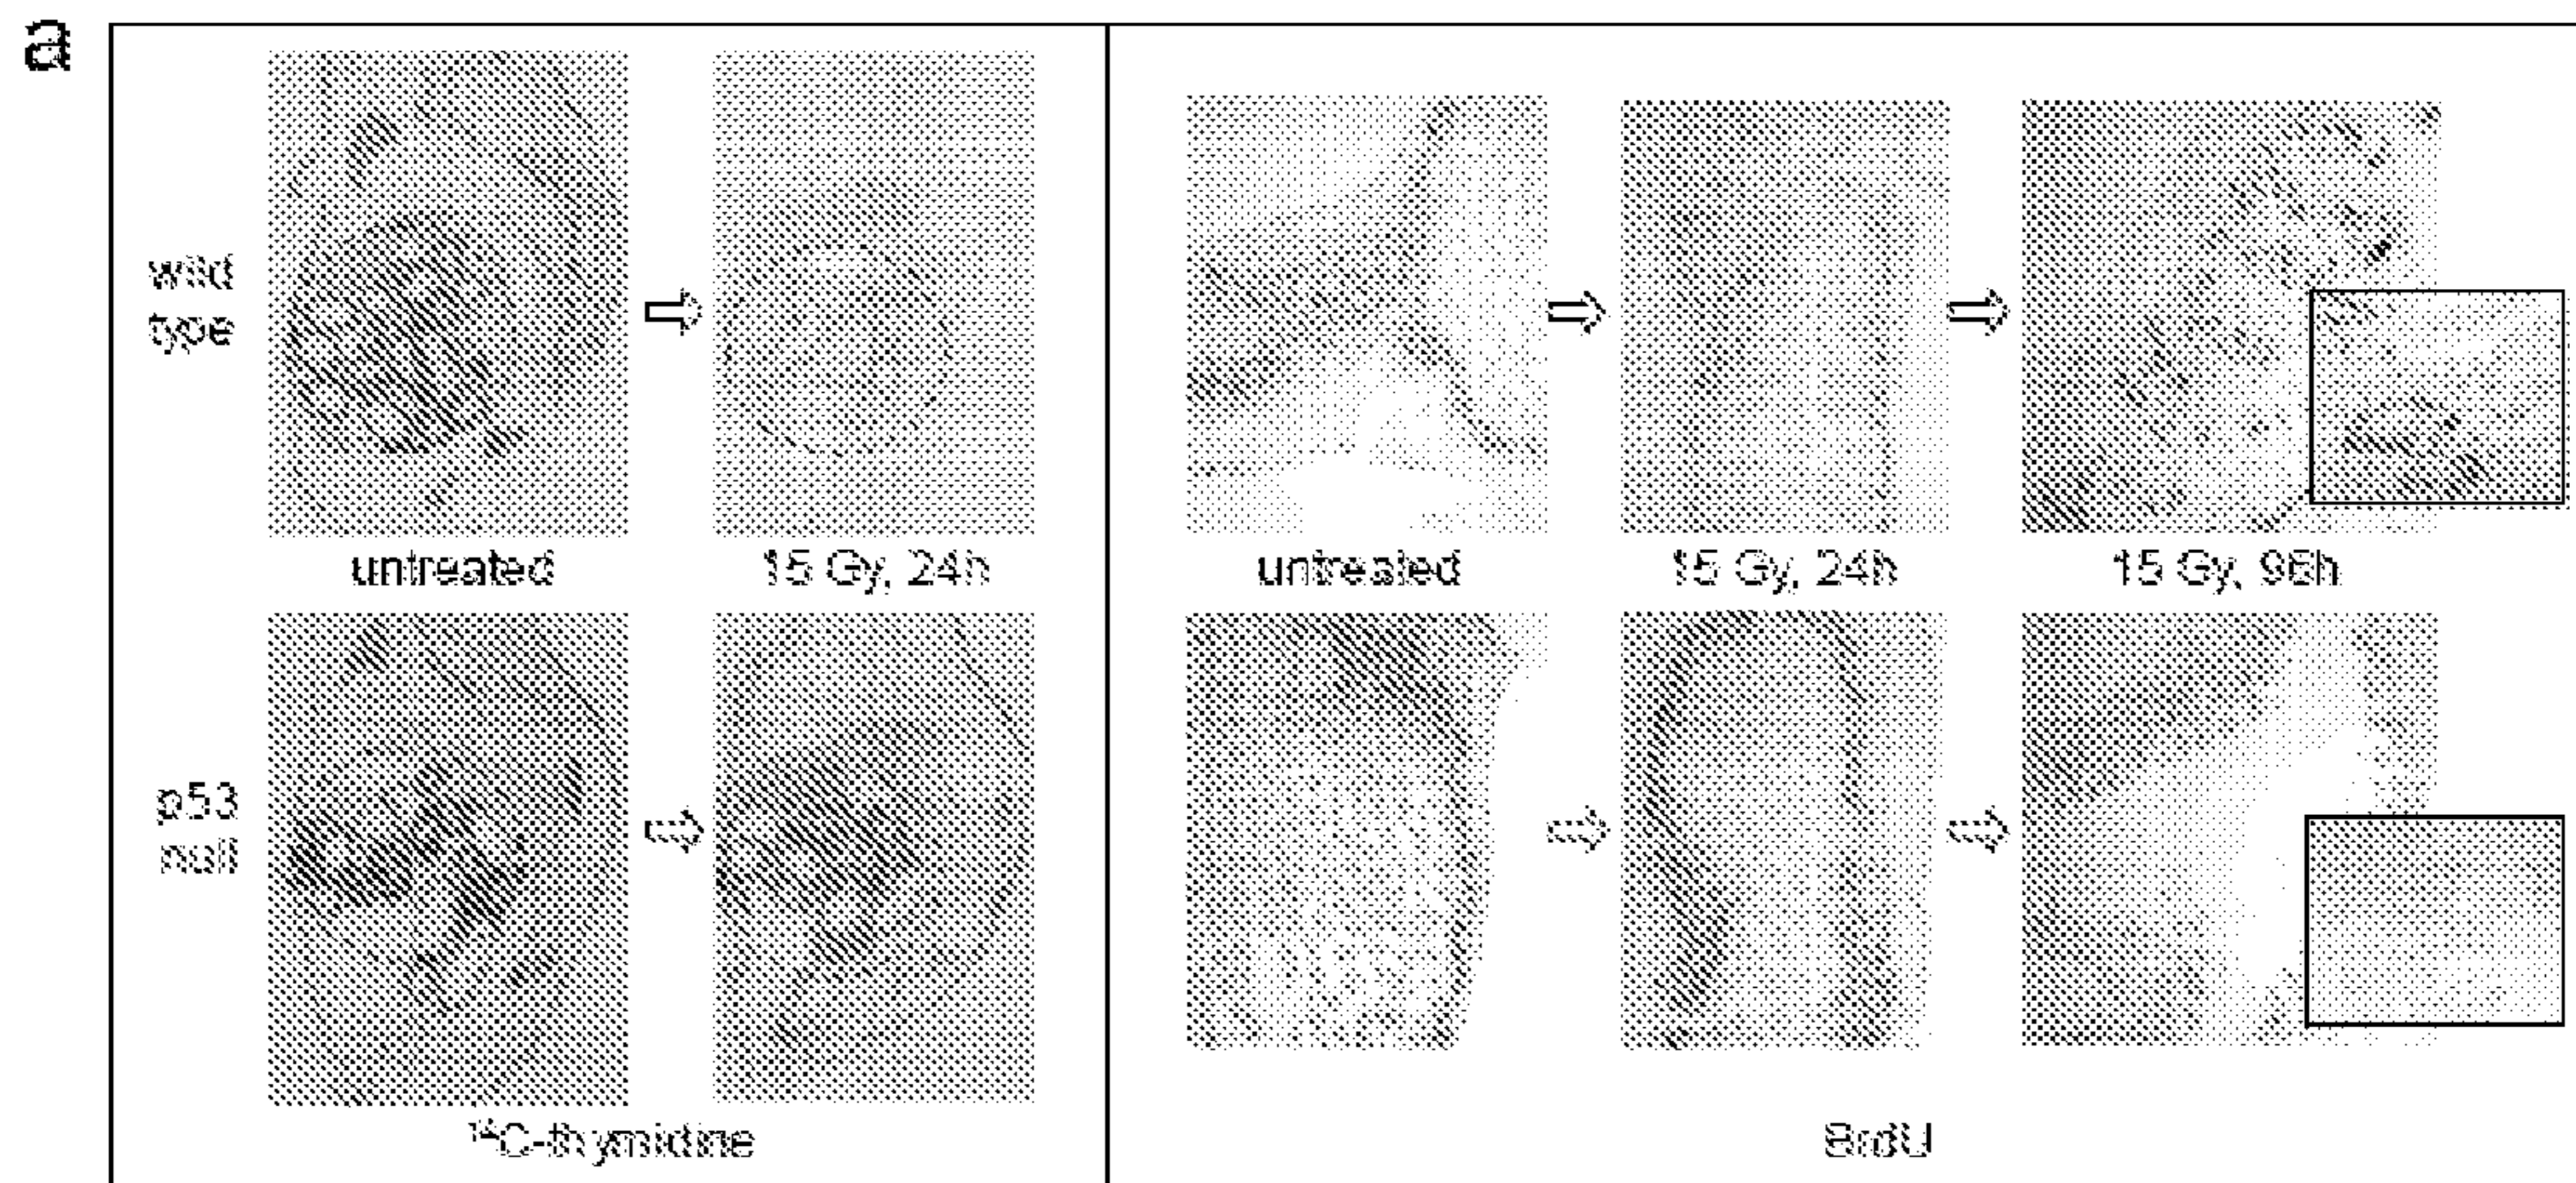 a
wild
type
untreated
15 Gy, 24h
untreated
15 Gy, 24h
15 Gy, 96h
p53
null
¹⁴C-thymidine
BrdU